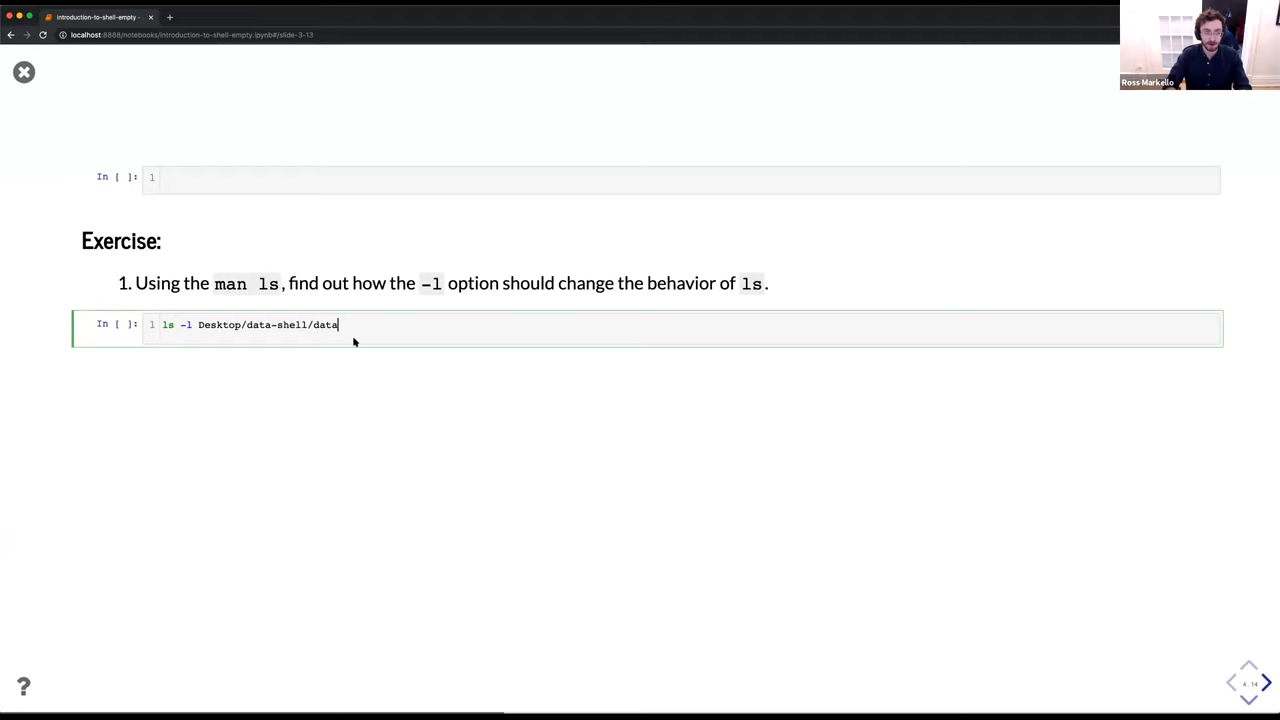 introduction-to-shell-empty -
localhost:8888/notebooks/introduction-to-shell-empty.ipynb#/slide-3-13
Ross Markello
In [ ]: 1
Exercise:
1. Using the man ls, find out how the -l option should change the behavior of ls.
In [ ]: 1 ls -l Desktop/data-shell/data
?
4.14